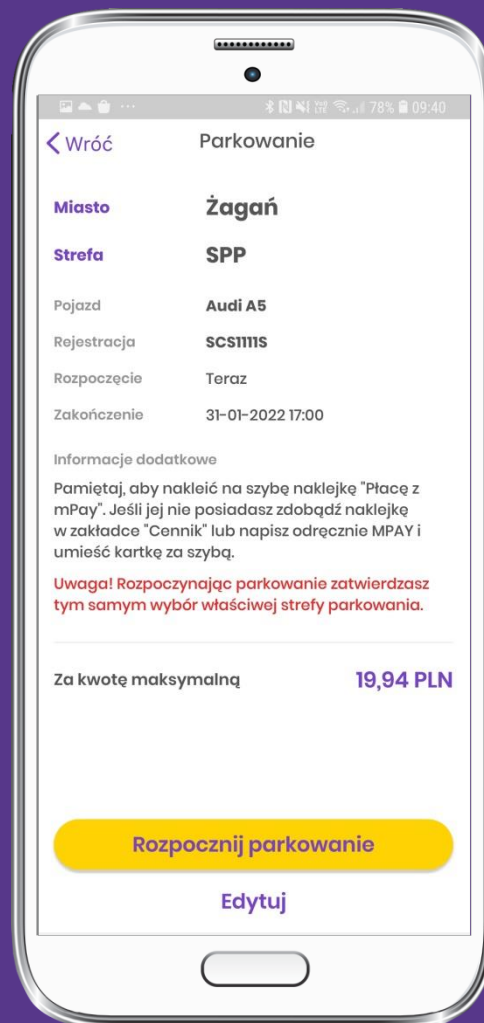 78% 09:40
Wróć Parkowanie
Miasto Żagań
Strefa SPP
Pojazd Audi A5
Rejestracja SCS1111S
Rozpoczęcie Teraz
Zakończenie 31-01-2022 17:00
Informacje dodatkowe
Pamiętaj, aby nakleić na szybę naklejkę "Płacę z
mPay". Jeśli jej nie posiadasz zdobądź naklejkę
w zakładce "Cennik" lub napisz odręcznie MPAY i
umieść kartkę za szybą.
Uwaga! Rozpoczynając parkowanie zatwierdzasz
tym samym wybór właściwej strefy parkowania.
Za kwotę maksymalną 19,94 PLN
Rozpocznij parkowanie
Edytuj